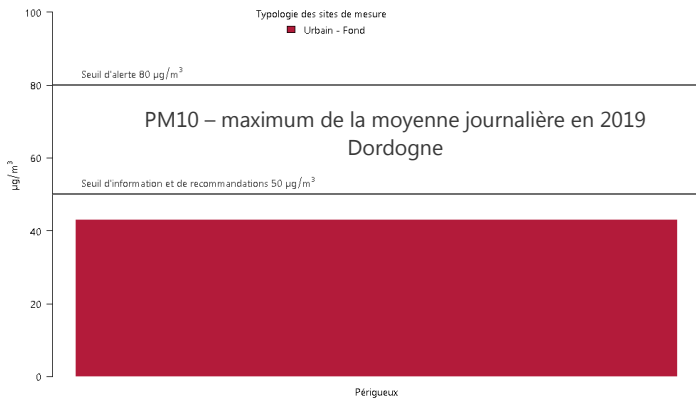 Typologie des sites de mesure
Urbain - Fond
100
Seuil d'alerte 80 µg/m³
80
PM10 – maximum de la moyenne journalière en 2019
Dordogne
60
µg/m³
Seuil d'information et de recommandations 50 µg/m³
40
20
0
Périgueux